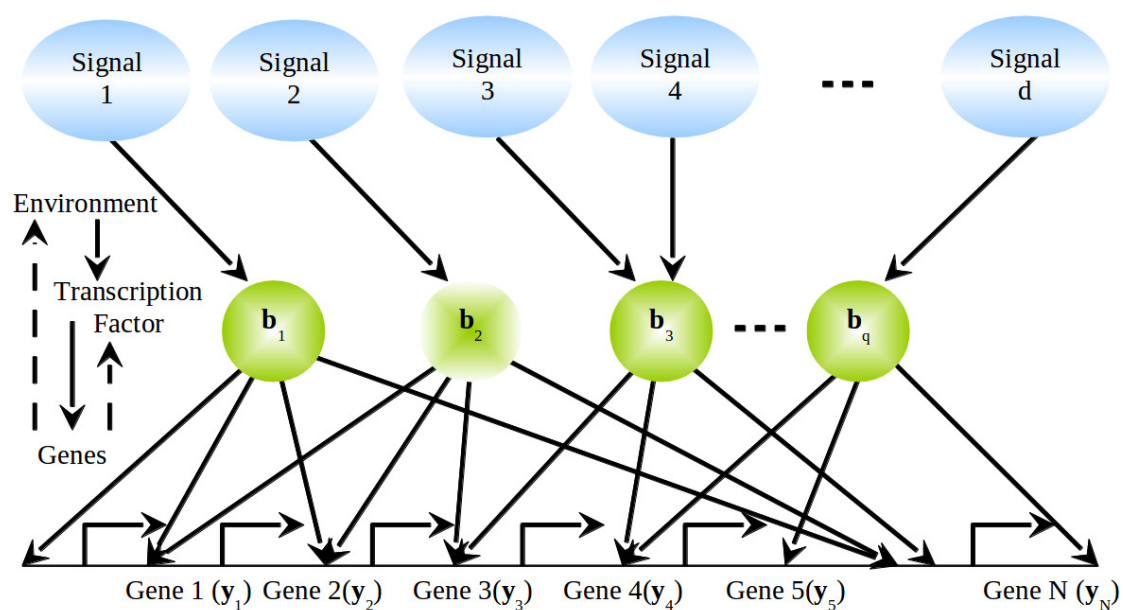 Signal
1
Signal
2
Signal
3
Signal
4
Signal
d
Environment
Transcription
Factor
Genes
b1
b2
b3
bq
Gene 1 (y1)
Gene 2(y2)
Gene 3(y3)
Gene 4(y4)
Gene 5(y5)
Gene N (yN)